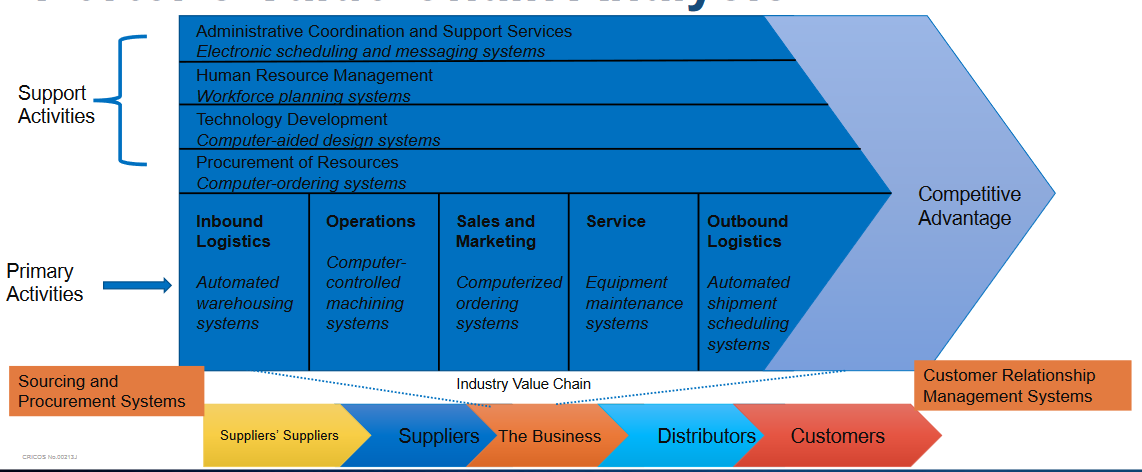 Administrative Coordination and Support Services
Electronic scheduling and messaging systems
Human Resource Management
Workforce planning systems
Technology Development
Computer-aided design systems
Procurement of Resources
Computer-ordering systems
Support
Activities
Competitive
Advantage
Inbound
Logistics
Automated
warehousing
systems
Operations
Computer-
controlled
machining
systems
Sales and
Marketing
Computerized
ordering
systems
Service
Equipment
maintenance
systems
Outbound
Logistics
Automated
shipment
scheduling
systems
Primary
Activities
Sourcing and
Procurement Systems
Industry Value Chain
Customer Relationship
Management Systems
Suppliers' Suppliers
Suppliers
The Business
Distributors
Customers
CRICOS No.00213J